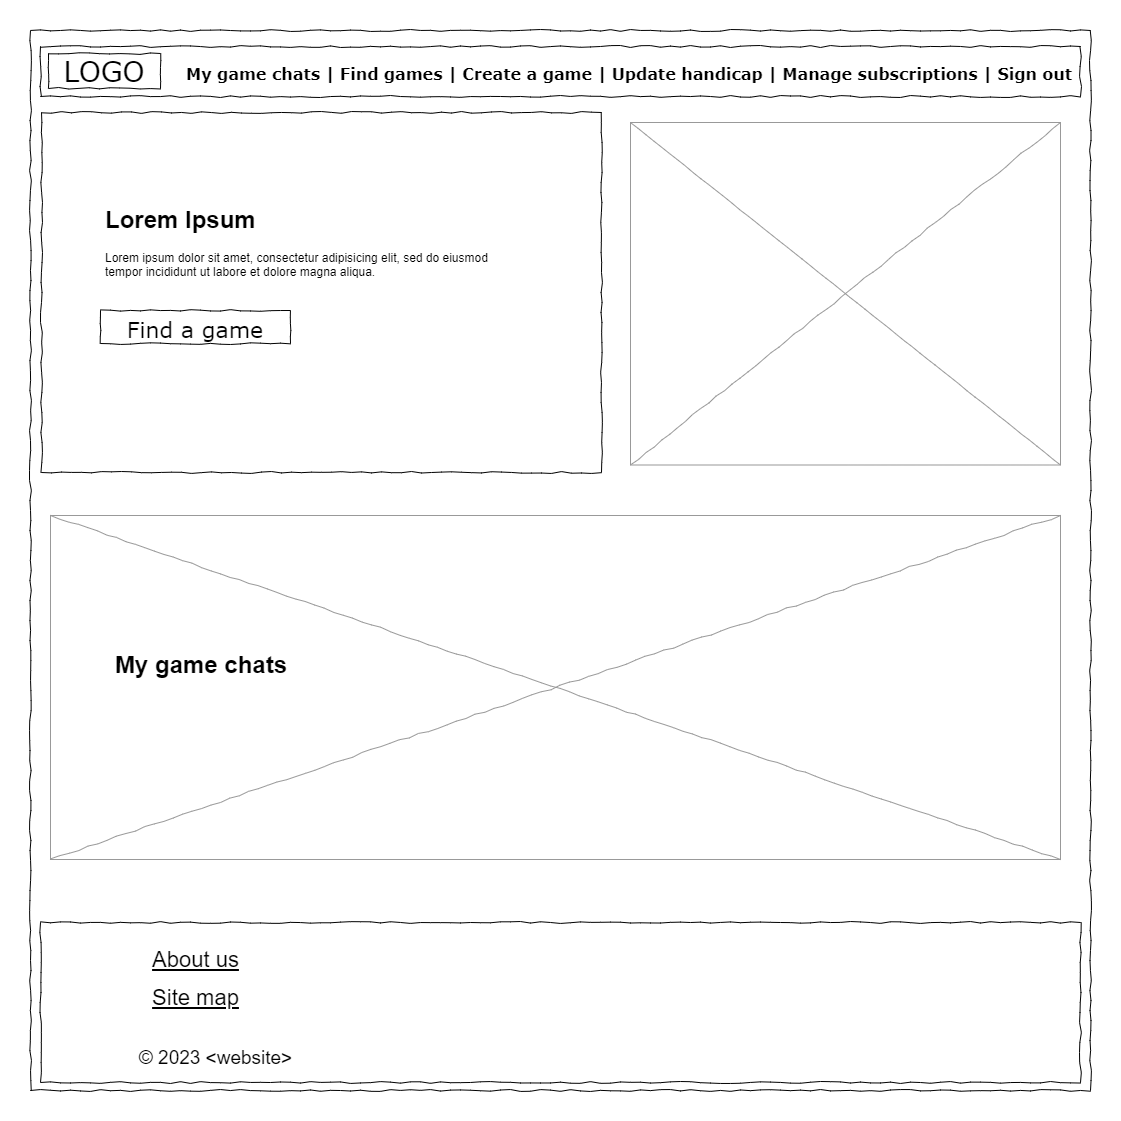 LOGO
My game chats | Find games | Create a game | Update handicap | Manage subscriptions | Sign out
Lorem Ipsum
Lorem ipsum dolor sit amet, consectetur adipisicing elit, sed do eiusmod
tempor incididunt ut labore et dolore magna aliqua.
Find a game
My game chats
About us
Site map
© 2023 <website>